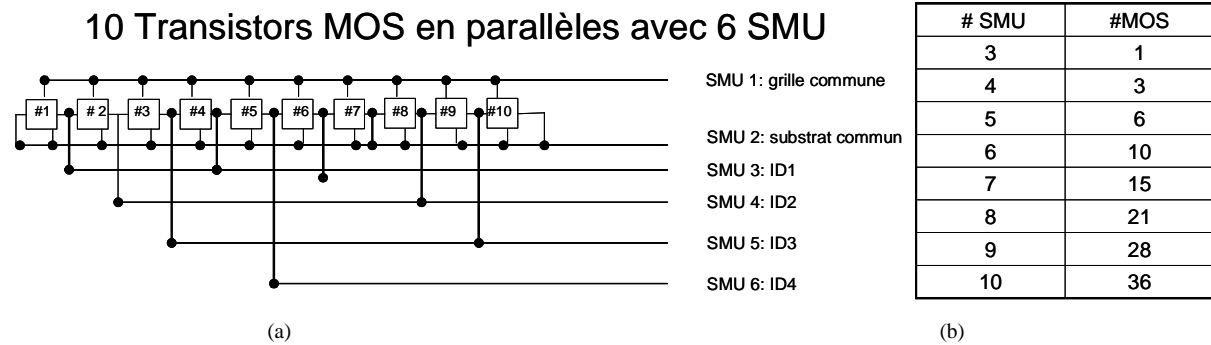 10 Transistors MOS en parallèles avec 6 SMU
#1 # 2 #3 #4 #5 #6 #7 #8 #9 #10
SMU 1: grille commune
SMU 2: substrat commun
SMU 3: ID1
SMU 4: ID2
SMU 5: ID3
SMU 6: ID4
(a)
# SMU #MOS
3 1
4 3
5 6
6 10
7 15
8 21
9 28
10 36
(b)